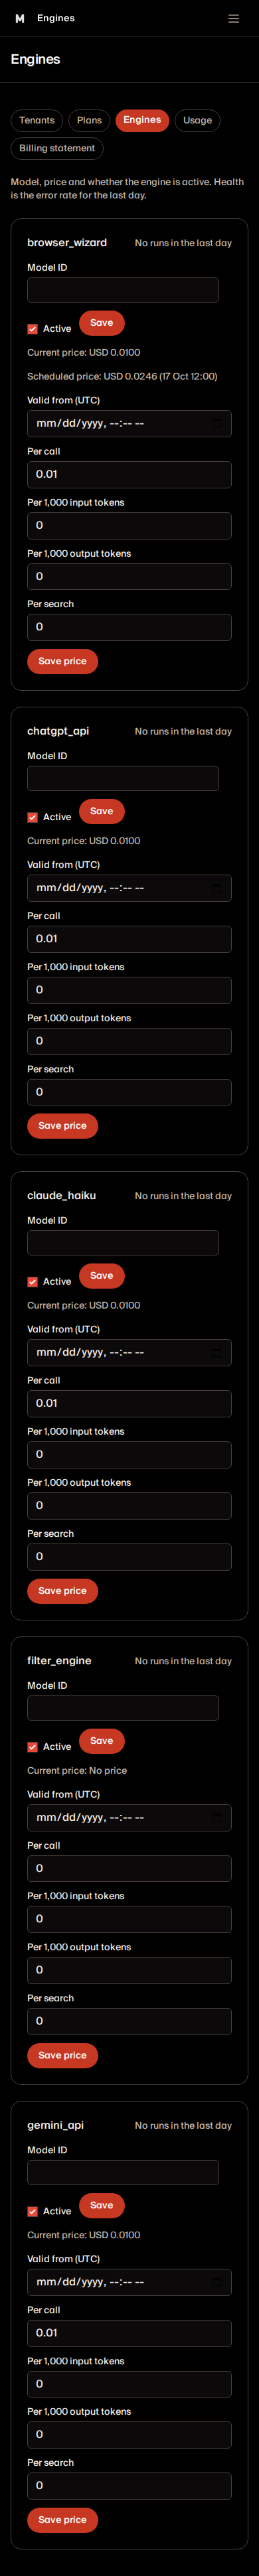 M Engines
Engines
Tenants Plans Engines Usage
Billing statement
Model, price and whether the engine is active. Health
is the error rate for the last day.
browser_wizard No runs in the last day
Model ID
Active Save
Current price: USD 0.0100
Scheduled price: USD 0.0246 (17 Oct 12:00)
Valid from (UTC)
mm/dd/yyyy, --:-- --
Per call
0.01
Per 1,000 input tokens
0
Per 1,000 output tokens
0
Per search
0
Save price
chatgpt_api No runs in the last day
Model ID
Active Save
Current price: USD 0.0100
Valid from (UTC)
mm/dd/yyyy, --:-- --
Per call
0.01
Per 1,000 input tokens
0
Per 1,000 output tokens
0
Per search
0
Save price
claude_haiku No runs in the last day
Model ID
Active Save
Current price: USD 0.0100
Valid from (UTC)
mm/dd/yyyy, --:-- --
Per call
0.01
Per 1,000 input tokens
0
Per 1,000 output tokens
0
Per search
0
Save price
filter_engine No runs in the last day
Model ID
Active Save
Current price: No price
Valid from (UTC)
mm/dd/yyyy, --:-- --
Per call
0
Per 1,000 input tokens
0
Per 1,000 output tokens
0
Per search
0
Save price
gemini_api No runs in the last day
Model ID
Active Save
Current price: USD 0.0100
Valid from (UTC)
mm/dd/yyyy, --:-- --
Per call
0.01
Per 1,000 input tokens
0
Per 1,000 output tokens
0
Per search
0
Save price